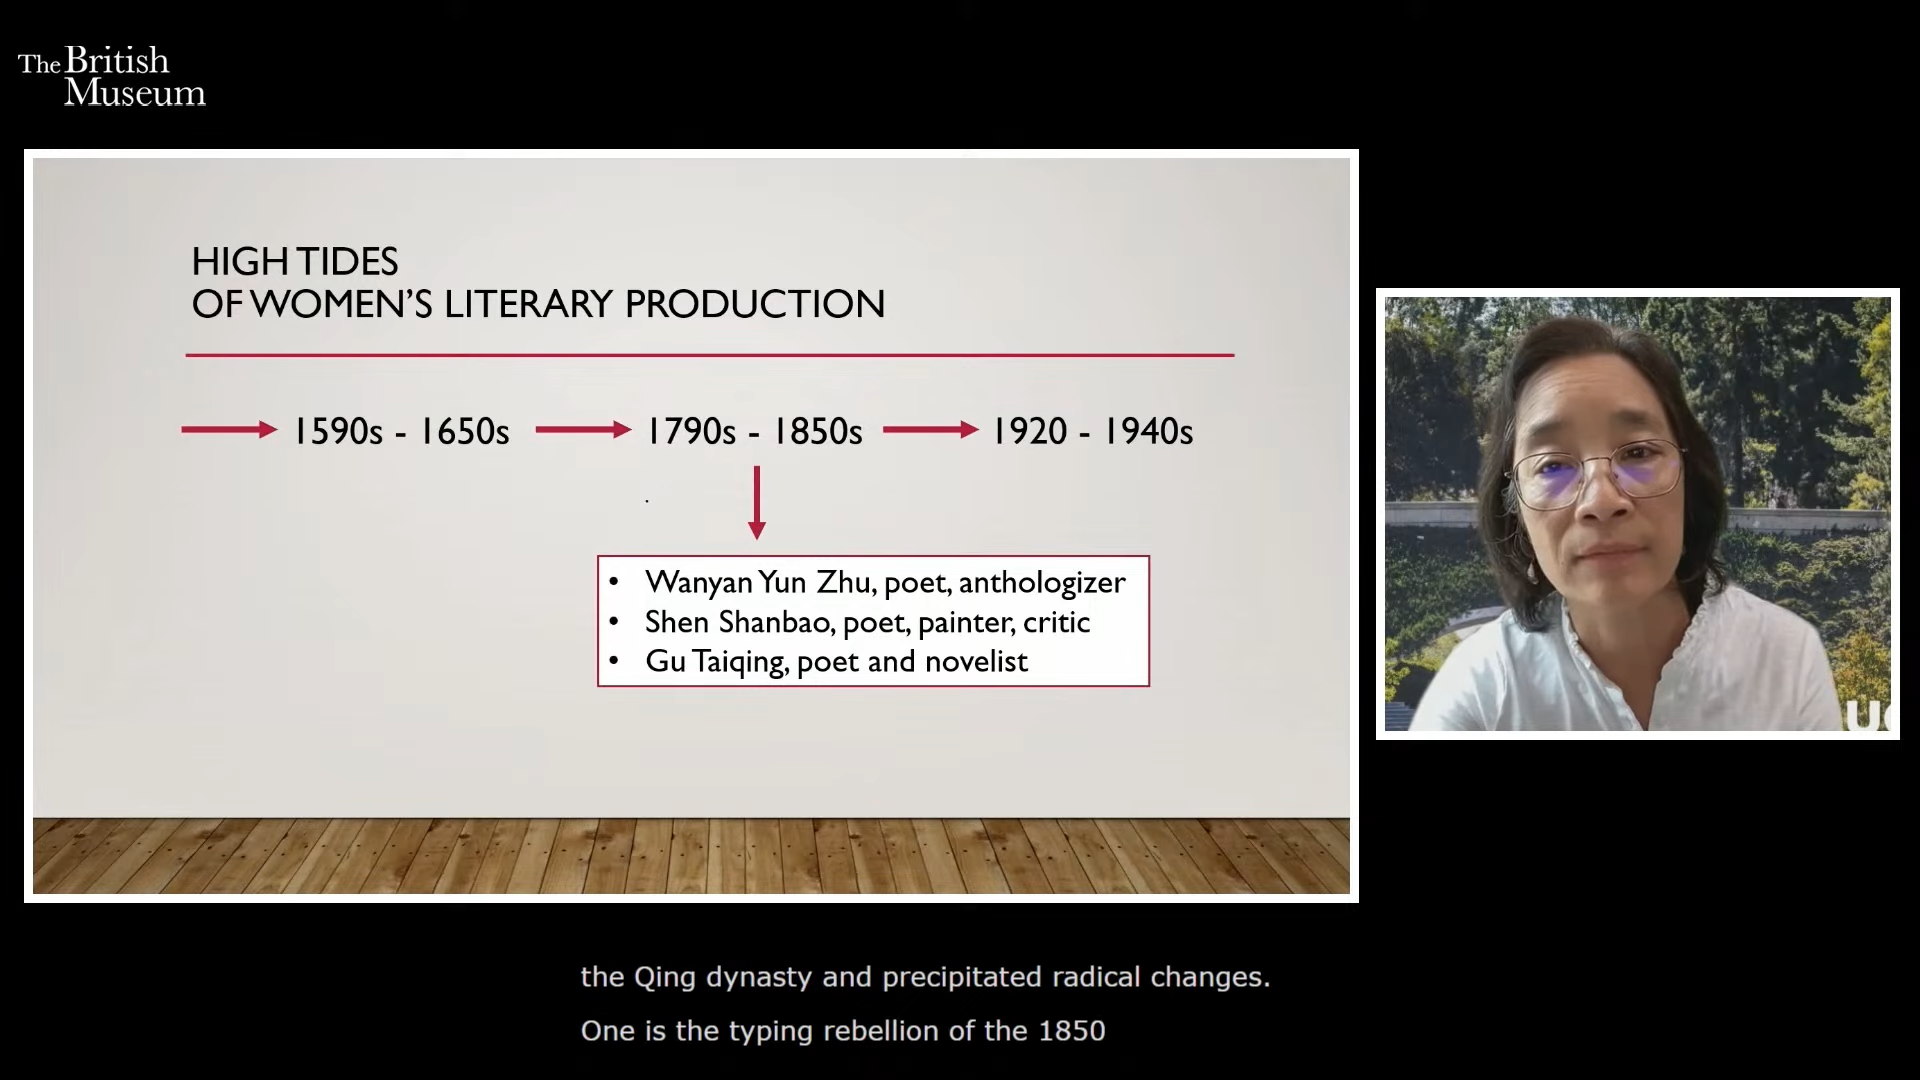 The British
Museum
HIGH TIDES
OF WOMEN'S LITERARY PRODUCTION
1590s - 1650s 1790s - 1850s 1920 - 1940s
• Wanyan Yun Zhu, poet, anthologizer
• Shen Shanbao, poet, painter, critic
• Gu Taiqing, poet and novelist
the Qing dynasty and precipitated radical changes.
One is the typing rebellion of the 1850